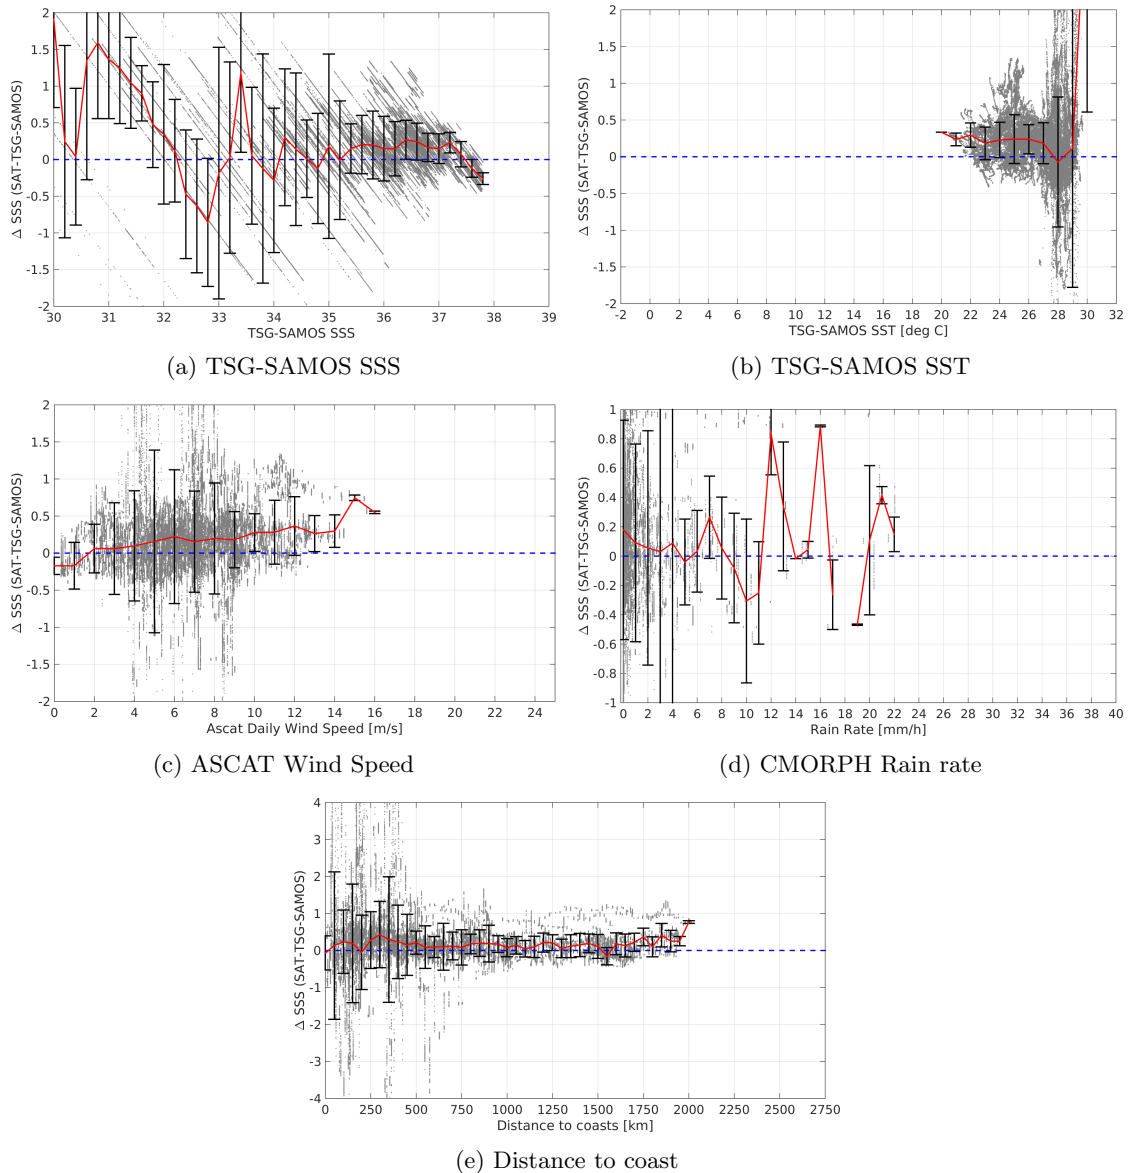 2
1.5
1
0.5
0
-0.5
-1
-1.5
-2
Δ SSS (SAT-TSG-SAMOS)
30 31 32 33 34 35 36 37 38 39
TSG-SAMOS SSS
(a) TSG-SAMOS SSS
2
1.5
1
0.5
0
-0.5
-1
-1.5
-2
Δ SSS (SAT-TSG-SAMOS)
-2 0 2 4 6 8 10 12 14 16 18 20 22 24 26 28 30 32
TSG-SAMOS SST [deg C]
(b) TSG-SAMOS SST
2
1.5
1
0.5
0
-0.5
-1
-1.5
-2
Δ SSS (SAT-TSG-SAMOS)
0 2 4 6 8 10 12 14 16 18 20 22 24
Ascat Daily Wind Speed [m/s]
(c) ASCAT Wind Speed
1
0.8
0.6
0.4
0.2
0
-0.2
-0.4
-0.6
-0.8
-1
Δ SSS (SAT-TSG-SAMOS)
0 2 4 6 8 10 12 14 16 18 20 22 24 26 28 30 32 34 36 38 40
Rain Rate [mm/h]
(d) CMORPH Rain rate
4
3
2
1
0
-1
-2
-3
-4
Δ SSS (SAT-TSG-SAMOS)
0 250 500 750 1000 1250 1500 1750 2000 2250 2500 2750
Distance to coasts [km]
(e) Distance to coast